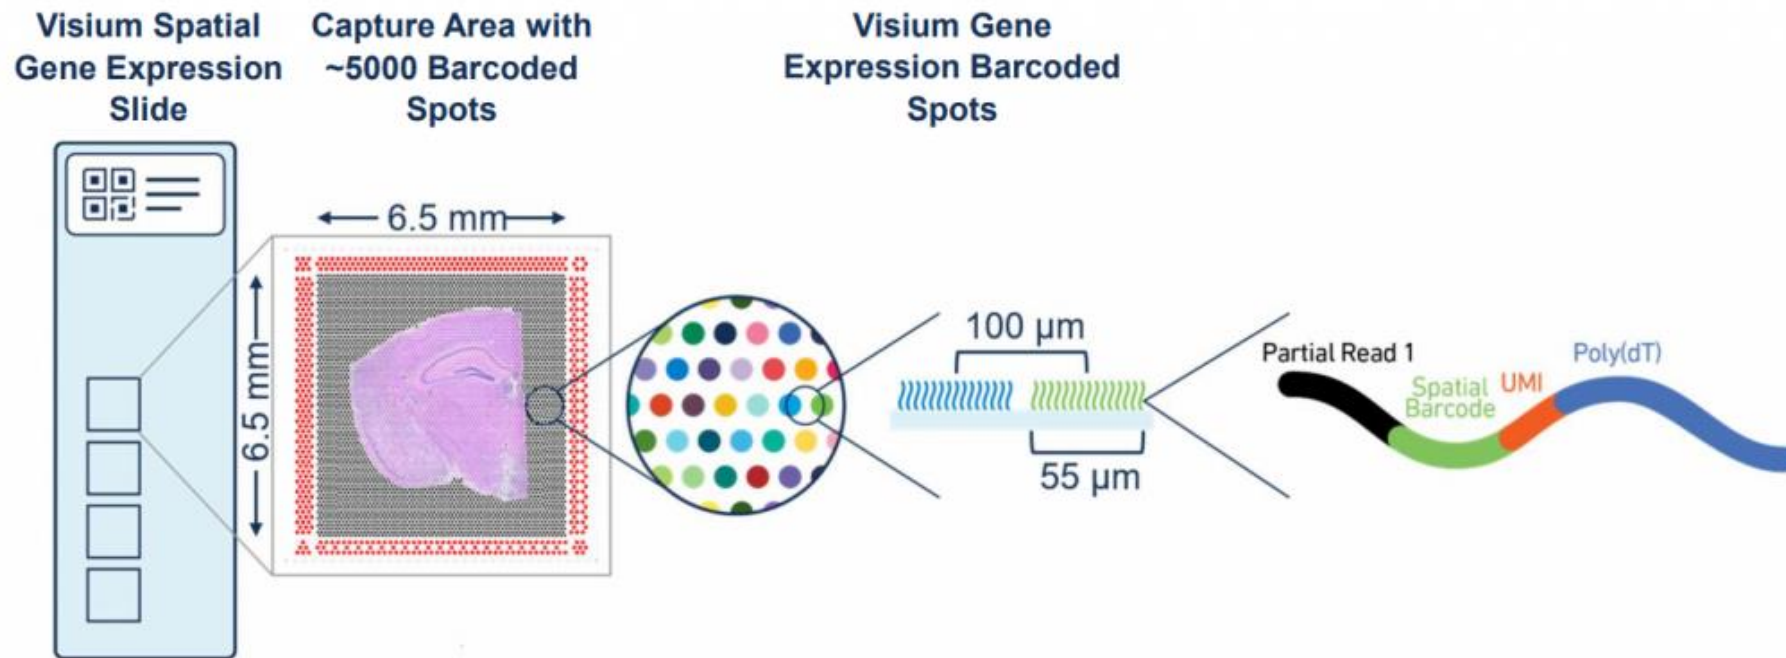 Visium Spatial
Gene Expression
Slide
Capture Area with
~5000 Barcoded
Spots
Visium Gene
Expression Barcoded
Spots
6.5 mm
6.5 mm
100 µm
55 µm
Partial Read 1
Spatial
Barcode
UMI
Poly(dT)